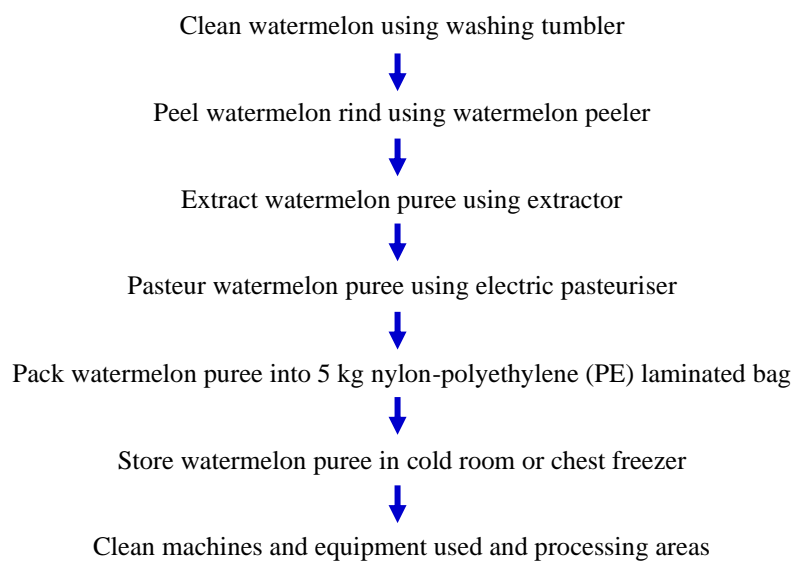 Clean watermelon using washing tumbler
Peel watermelon rind using watermelon peeler
Extract watermelon puree using extractor
Pasteur watermelon puree using electric pasteuriser
Pack watermelon puree into 5 kg nylon-polyethylene (PE) laminated bag
Store watermelon puree in cold room or chest freezer
Clean machines and equipment used and processing areas